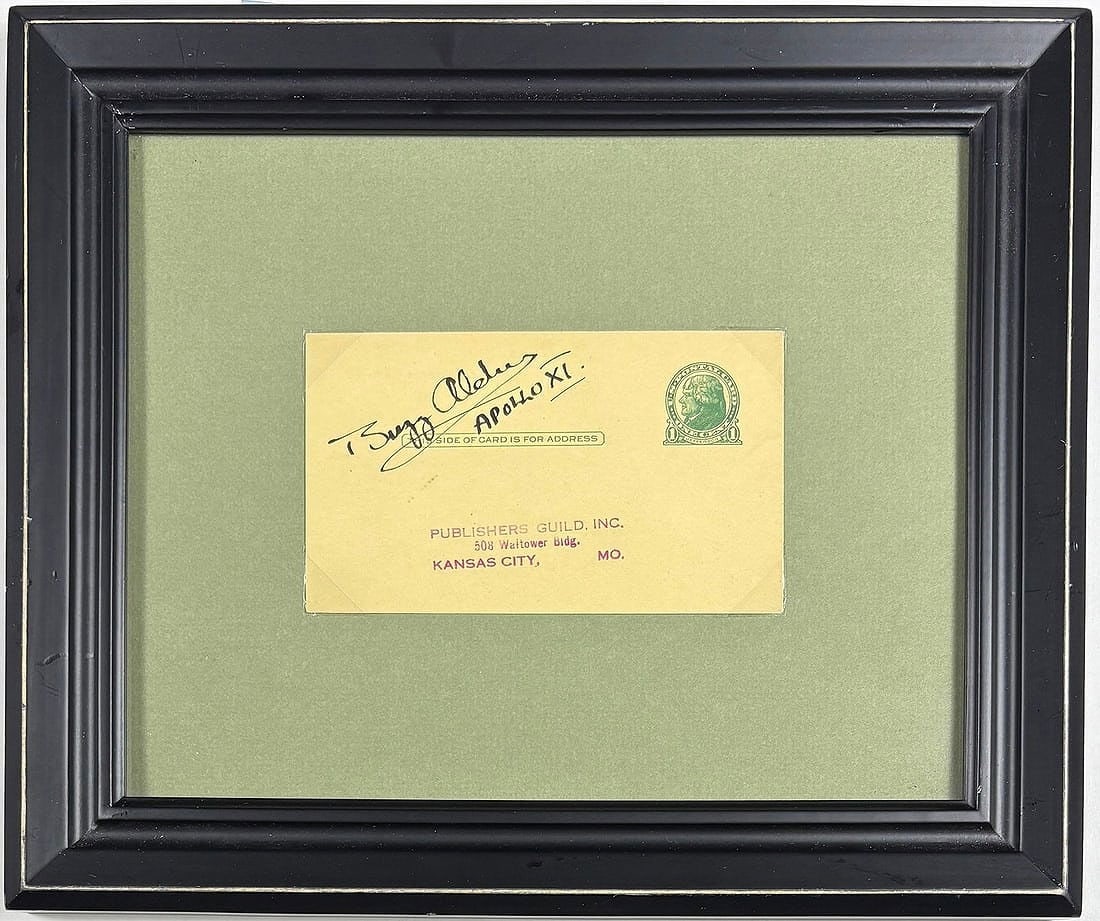 Buzz Aldrin
APOLLO XI.
THIS SIDE OF CARD IS FOR ADDRESS
PUBLISHERS GUILD, INC.
508 Waltower Bldg.
KANSAS CITY, MO.